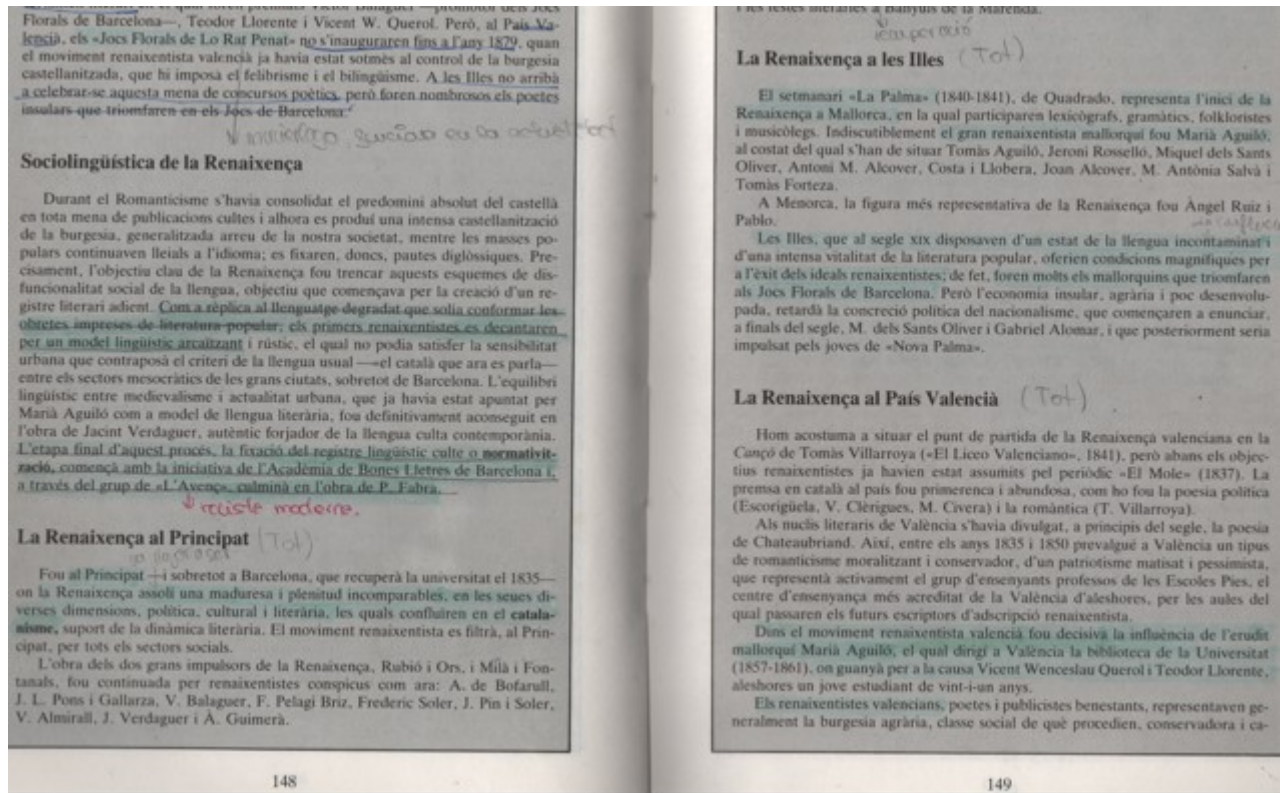 Florals de Barcelona—, Teodor Llorente i Vicent W. Querol. Però, al País Va-
lencià, els «Jocs Florals de Lo Rat Penat» no s'inauguraren fins a l'any 1879, quan
el moviment renaixentista valencià ja havia estat sotmès al control de la burgesia
castellanitzada, que hi imposa el felibrisme i el bilingüisme. A les Illes no arribà
a celebrar-se aquesta mena de concursos poètics, però foren nombrosos els poetes
insulars que triomfaren en els Jocs de Barcelona.
Sociolingüística de la Renaixença
Durant el Romanticisme s'havia consolidat el predomini absolut del castellà
en tota mena de publicacions cultes i alhora es produí una intensa castellanització
de la burgesia, generalitzada arreu de la nostra societat, mentre les masses po-
pulars continuaven lleials a l'idioma; es fixaren, doncs, pautes diglòssiques. Pre-
cisament, l'objectiu clau de la Renaixença fou trencar aquests esquemes de dis-
funcionalitat social de la llengua, objectiu que començava per la creació d'un re-
gistre literari adient. Com a rèplica al llenguatge degradat que solia conformar les
obretes impreses de literatura popular; els primers renaixentistes es decantaren
per un model lingüístic arcaïtzant i rústic, el qual no podia satisfer la sensibilitat
urbana que contraposà el criteri de la llengua usual —«el català que ara es parla—
entre els sectors mesocràtics de les grans ciutats, sobretot de Barcelona. L'equilibri
lingüístic entre medievalisme i actualitat urbana, que ja havia estat apuntat per
Marià Aguiló com a model de llengua literària, fou definitivament aconseguit en
l'obra de Jacint Verdaguer, autèntic forjador de la llengua culta contemporània.
L'etapa final d'aquest procés, la fixació del registre lingüístic culte o normativit-
zació, començà amb la iniciativa de l'Acadèmia de Bones Lletres de Barcelona i,
a través del grup de «L'Avenç», culminà en l'obra de P. Fabra.
La Renaixença al Principat (Tot)
Fou al Principat —i sobretot a Barcelona, que recuperà la universitat el 1835—
on la Renaixença assolí una maduresa i plenitud incomparables, en les seues di-
verses dimensions, política, cultural i literària, les quals confluïren en el catala-
nisme, suport de la dinàmica literària. El moviment renaixentista es filtrà, al Prin-
cipat, per tots els sectors socials.
L'obra dels dos grans impulsors de la Renaixença, Rubió i Ors, i Milà i Fon-
tanals, fou continuada per renaixentistes conspicus com ara: A. de Bofarull,
J. L. Pons i Gallarza, V. Balaguer, F. Pelagi Briz, Frederic Soler, J. Pin i Soler,
V. Almirall, J. Verdaguer i À. Guimerà.
148
i les festes literàries a Banyuls de la Marenda.
La Renaixença a les Illes (Tot)
El setmanari «La Palma» (1840-1841), de Quadrado, representa l'inici de la
Renaixença a Mallorca, en la qual participaren lexicògrafs, gramàtics, folkloristes
i musicòlegs. Indiscutiblement el gran renaixentista mallorquí fou Marià Aguiló,
al costat del qual s'han de situar Tomàs Aguiló, Jeroni Rosselló, Miquel dels Sants
Oliver, Antoni M. Alcover, Costa i Llobera, Joan Alcover, M. Antònia Salvà i
Tomàs Forteza.
A Menorca, la figura més representativa de la Renaixença fou Àngel Ruiz i
Pablo.
Les Illes, que al segle XIX disposaven d'un estat de la llengua incontaminat i
d'una intensa vitalitat de la literatura popular, oferien condicions magnífiques per
a l'èxit dels ideals renaixentistes; de fet, foren molts els mallorquins que triomfaren
als Jocs Florals de Barcelona. Però l'economia insular, agrària i poc desenvolu-
pada, retardà la concreció política del nacionalisme, que començaren a enunciar,
a finals del segle, M. dels Sants Oliver i Gabriel Alomar, i que posteriorment seria
impulsat pels joves de «Nova Palma».
La Renaixença al País Valencià (Tot)
Hom acostuma a situar el punt de partida de la Renaixença valenciana en la
Cançó de Tomàs Villarroya («El Liceo Valenciano», 1841), però abans els objec-
tius renaixentistes ja havien estat assumits pel periòdic «El Mole» (1837). La
premsa en català al país fou primerenca i abundosa, com ho fou la poesia política
(Escorigüela, V. Clèrigues, M. Civera) i la romàntica (T. Villarroya).
Als nuclis literaris de València s'havia divulgat, a principis del segle, la poesia
de Chateaubriand. Així, entre els anys 1835 i 1850 prevalgué a València un tipus
de romanticisme moralitzant i conservador, d'un patriotisme matisat i pessimista,
que representà activament el grup d'ensenyants professos de les Escoles Pies, el
centre d'ensenyança més acreditat de la València d'aleshores, per les aules del
qual passaren els futurs escriptors d'adscripció renaixentista.
Dins el moviment renaixentista valencià fou decisiva la influència de l'erudit
mallorquí Marià Aguiló, el qual dirigí a València la biblioteca de la Universitat
(1857-1861), on guanyà per a la causa Vicent Wenceslau Querol i Teodor Llorente,
aleshores un jove estudiant de vint-i-un anys.
Els renaixentistes valencians, poetes i publicistes benestants, representaven ge-
neralment la burgesia agrària, classe social de què procedien, conservadora i ca-
149